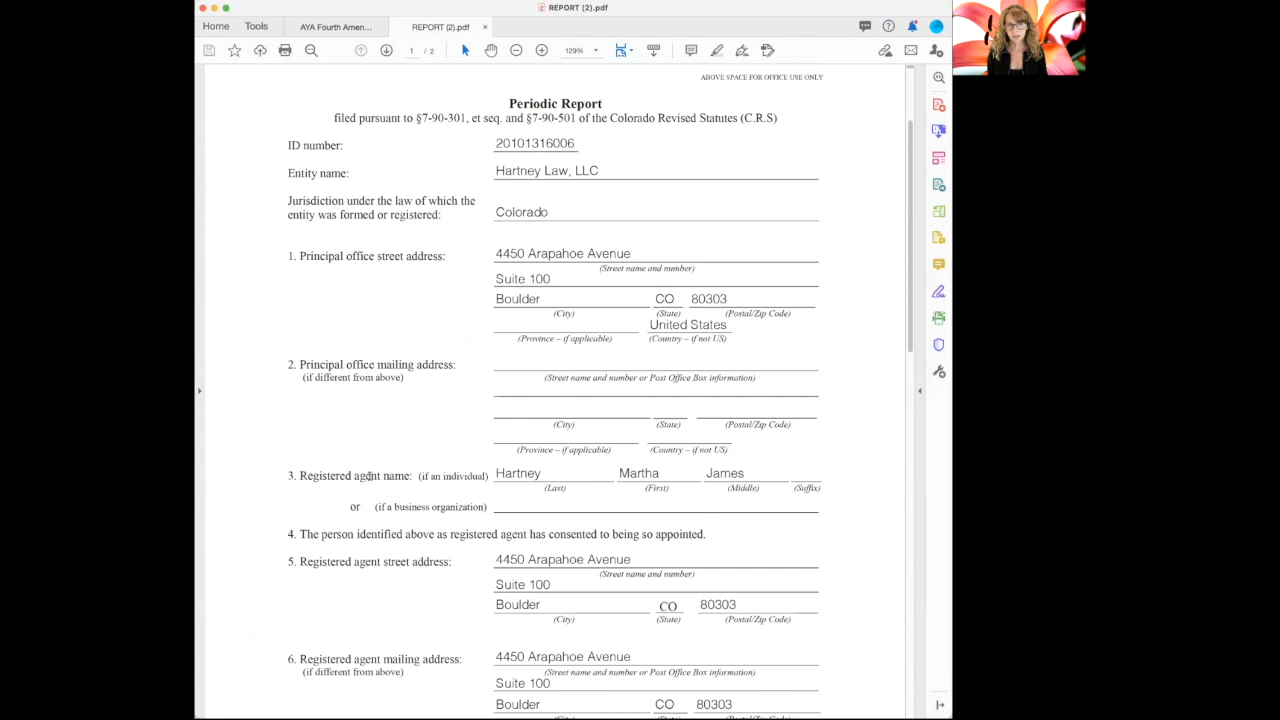 REPORT (2).pdf
Home Tools AYA Fourth Amen... REPORT (2).pdf ×
1 / 2 129%
ABOVE SPACE FOR OFFICE USE ONLY
Periodic Report
filed pursuant to §7-90-301, et seq. and §7-90-501 of the Colorado Revised Statutes (C.R.S)
ID number: 20101316006
Entity name: Hartney Law, LLC
Jurisdiction under the law of which the
entity was formed or registered: Colorado
1. Principal office street address: 4450 Arapahoe Avenue
(Street name and number)
Suite 100
Boulder CO 80303
(City) (State) (Postal/Zip Code)
United States
(Province – if applicable) (Country – if not US)
2. Principal office mailing address:
(if different from above) (Street name and number or Post Office Box information)
(City) (State) (Postal/Zip Code)
(Province – if applicable) (Country – if not US)
3. Registered agent name: (if an individual) Hartney Martha James
(Last) (First) (Middle) (Suffix)
or (if a business organization)
4. The person identified above as registered agent has consented to being so appointed.
5. Registered agent street address: 4450 Arapahoe Avenue
(Street name and number)
Suite 100
Boulder CO 80303
(City) (State) (Postal/Zip Code)
6. Registered agent mailing address: 4450 Arapahoe Avenue
(if different from above) (Street name and number or Post Office Box information)
Suite 100
Boulder CO 80303